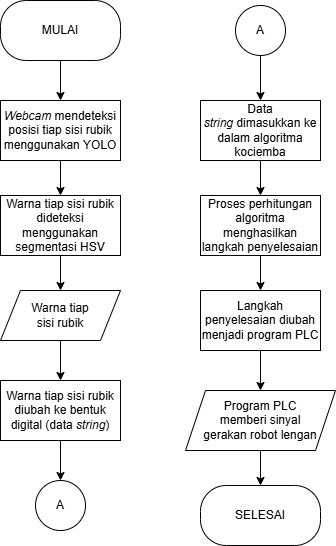 MULAI
Webcam mendeteksi
posisi tiap sisi rubik
menggunakan YOLO
Warna tiap sisi rubik
dideteksi
menggunakan
segmentasi HSV
Warna tiap
sisi rubik
Warna tiap sisi rubik
diubah ke bentuk
digital (data string)
A
A
Data
string dimasukkan ke
dalam algoritma
kociemba
Proses perhitungan
algoritma
menghasilkan
langkah penyelesaian
Langkah
penyelesaian diubah
menjadi program PLC
Program PLC
memberi sinyal
gerakan robot lengan
SELESAI